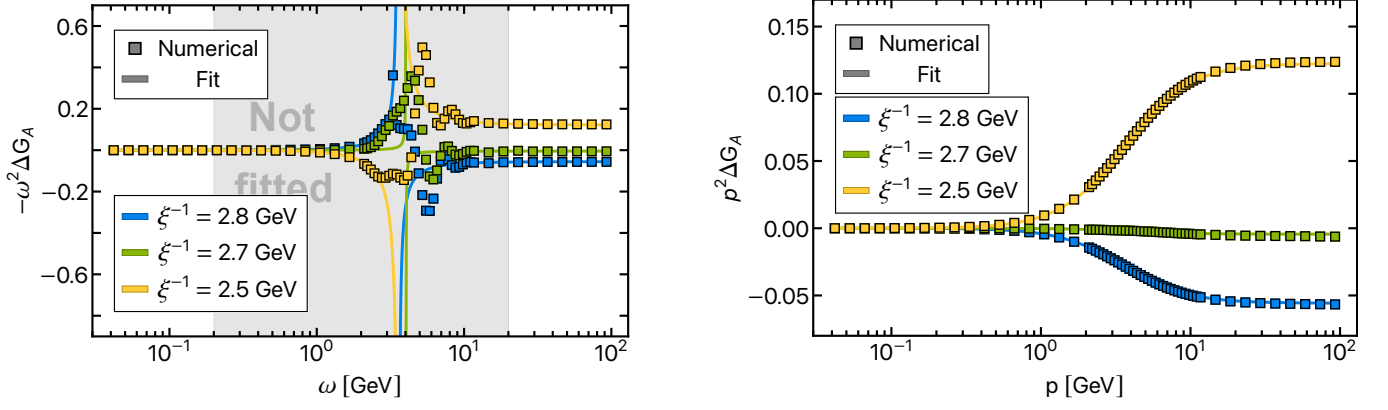 0.6
0.2
−0.2
−0.6
−ω²ΔG_A
Numerical
Fit
Not
fitted
ξ⁻¹ = 2.8 GeV
ξ⁻¹ = 2.7 GeV
ξ⁻¹ = 2.5 GeV
10⁻¹ 10⁰ 10¹ 10²
ω [GeV]
0.15
0.10
0.05
0.00
−0.05
p²ΔG_A
Numerical
Fit
ξ⁻¹ = 2.8 GeV
ξ⁻¹ = 2.7 GeV
ξ⁻¹ = 2.5 GeV
10⁻¹ 10⁰ 10¹ 10²
p [GeV]